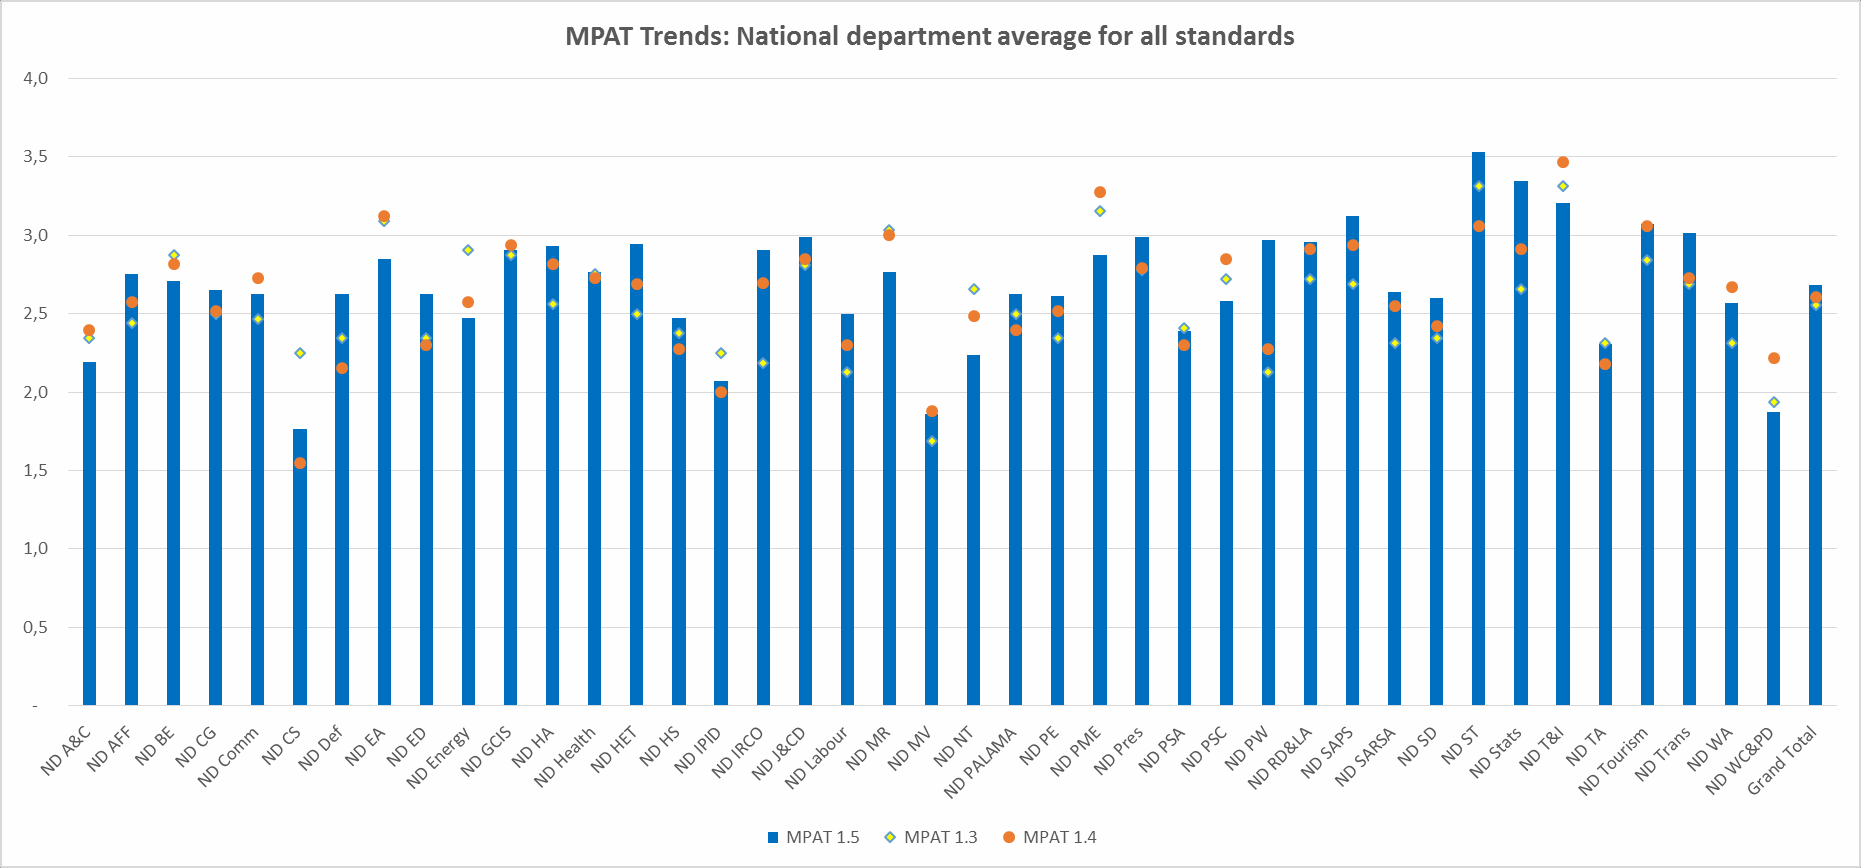 MPAT Trends: National department average for all standards
4,0
3,5
3,0
2,5
2,0
1,5
1,0
0,5
-
ND A&C
ND AFF
ND BE
ND CG
ND Comm
ND CS
ND Def
ND EA
ND ED
ND Energy
ND GCIS
ND HA
ND Health
ND HET
ND HS
ND IPID
ND IRCO
ND J&CD
ND Labour
ND MR
ND MV
ND NT
ND PALAMA
ND PE
ND PME
ND Pres
ND PSA
ND PSC
ND PW
ND RD&LA
ND SAPS
ND SARSA
ND SD
ND ST
ND Stats
ND T&I
ND TA
ND Tourism
ND Trans
ND WA
ND WC&PD
Grand Total
MPAT 1.5 MPAT 1.3 MPAT 1.4